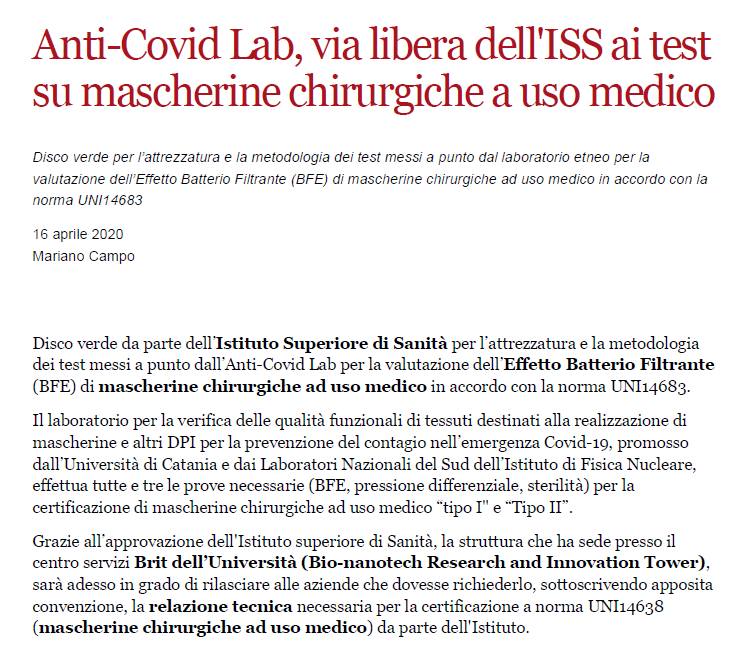 Anti-Covid Lab, via libera dell'ISS ai test
su mascherine chirurgiche a uso medico
Disco verde per l’attrezzatura e la metodologia dei test messi a punto dal laboratorio etneo per la
valutazione dell’Effetto Batterio Filtrante (BFE) di mascherine chirurgiche ad uso medico in accordo con la
norma UNI14683
16 aprile 2020
Mariano Campo
Disco verde da parte dell’Istituto Superiore di Sanità per l’attrezzatura e la metodologia
dei test messi a punto dall’Anti-Covid Lab per la valutazione dell’Effetto Batterio Filtrante
(BFE) di mascherine chirurgiche ad uso medico in accordo con la norma UNI14683.
Il laboratorio per la verifica delle qualità funzionali di tessuti destinati alla realizzazione di
mascherine e altri DPI per la prevenzione del contagio nell’emergenza Covid-19, promosso
dall’Università di Catania e dai Laboratori Nazionali del Sud dell’Istituto di Fisica Nucleare,
effettua tutte e tre le prove necessarie (BFE, pressione differenziale, sterilità) per la
certificazione di mascherine chirurgiche ad uso medico “tipo I" e “Tipo II”.
Grazie all’approvazione dell'Istituto superiore di Sanità, la struttura che ha sede presso il
centro servizi Brit dell’Università (Bio-nanotech Research and Innovation Tower),
sarà adesso in grado di rilasciare alle aziende che dovesse richiederlo, sottoscrivendo apposita
convenzione, la relazione tecnica necessaria per la certificazione a norma UNI14638
(mascherine chirurgiche ad uso medico) da parte dell'Istituto.